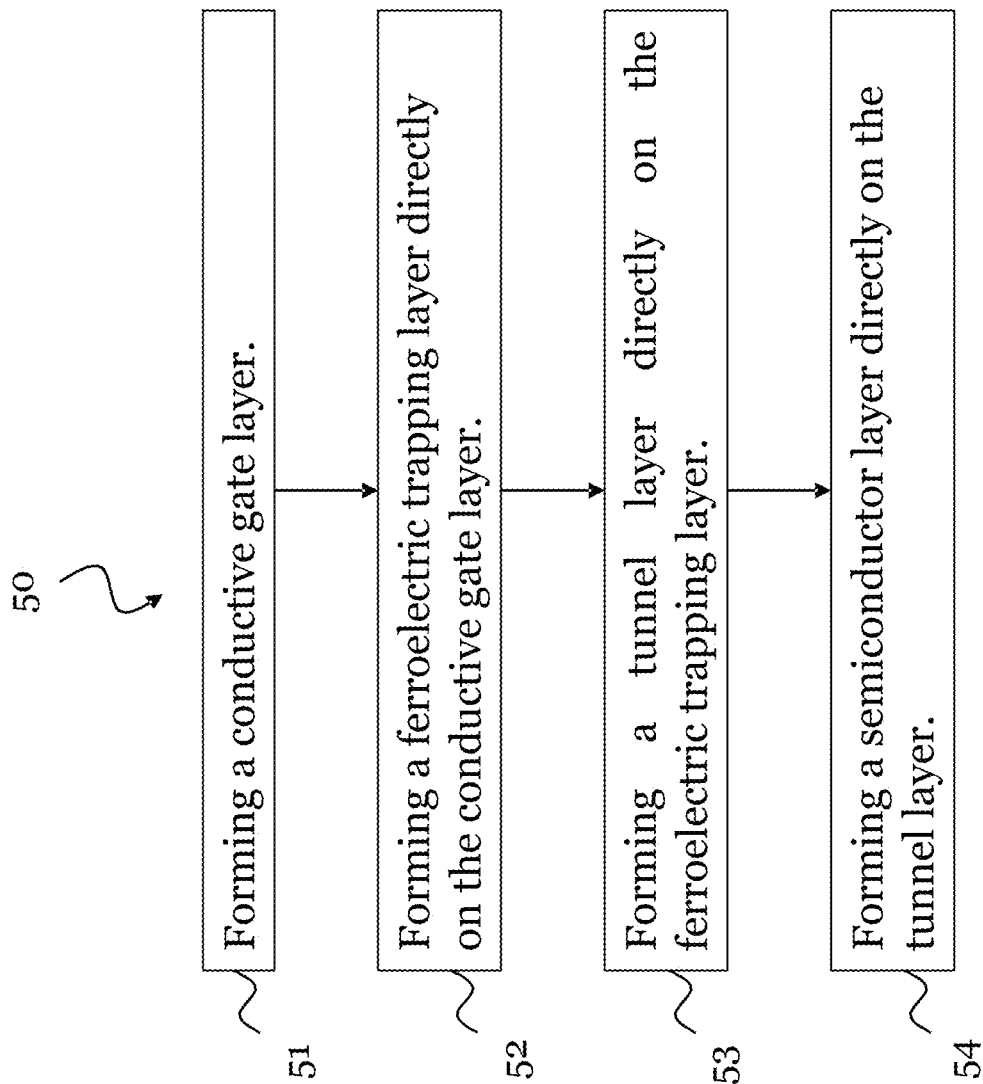 50
51
Forming a conductive gate layer.
52
Forming a ferroelectric trapping layer directly
on the conductive gate layer.
53
Forming a tunnel layer directly on the
ferroelectric trapping layer.
54
Forming a semiconductor layer directly on the
tunnel layer.